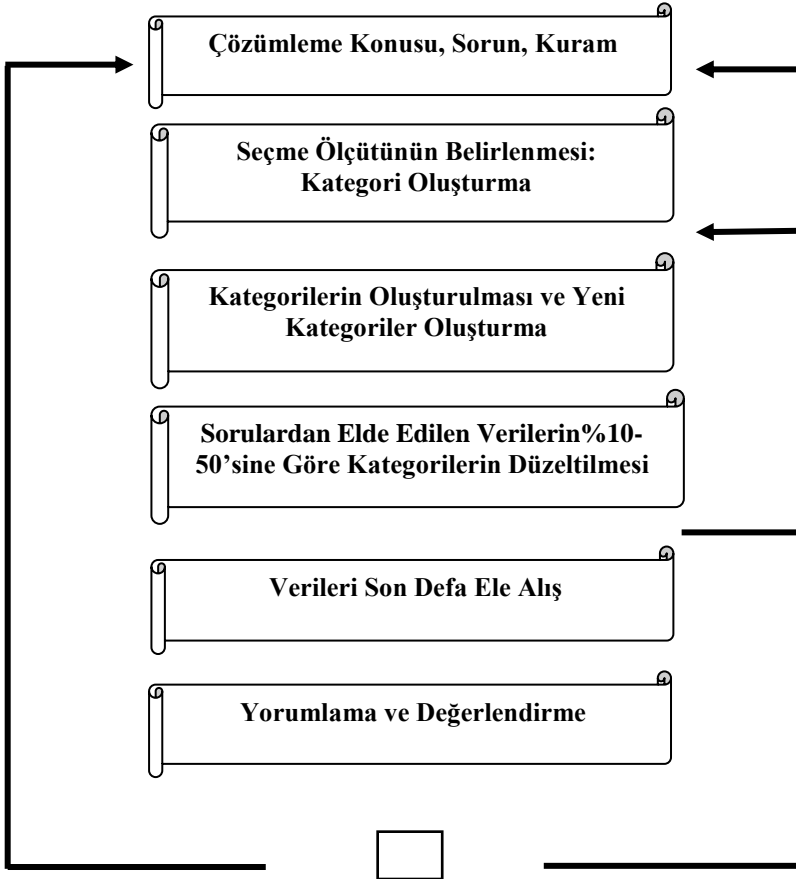 Çözümleme Konusu, Sorun, Kuram
Seçme Ölçütünün Belirlenmesi:
Kategori Oluşturma
Kategorilerin Oluşturulması ve Yeni
Kategoriler Oluşturma
Sorulardan Elde Edilen Verilerin%10-
50’sine Göre Kategorilerin Düzeltilmesi
Verileri Son Defa Ele Alış
Yorumlama ve Değerlendirme